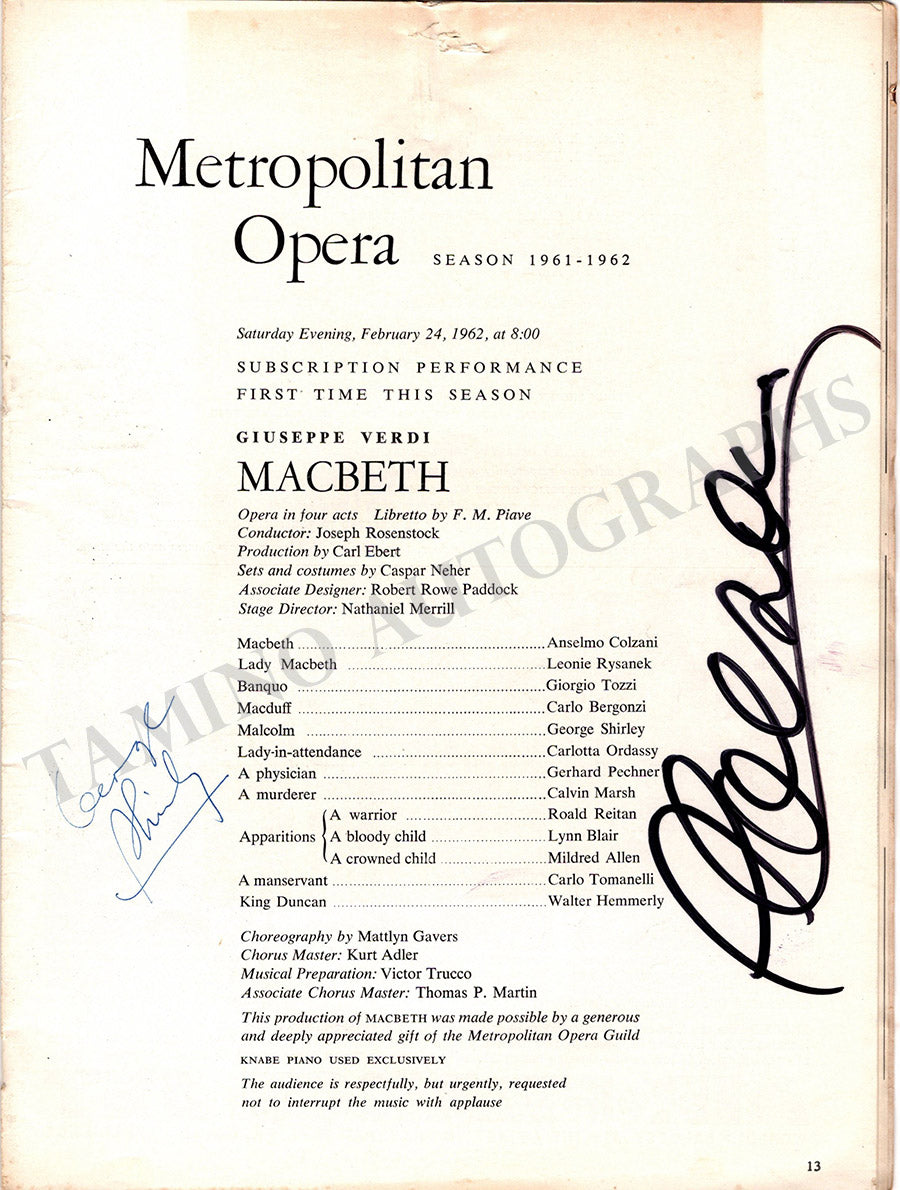 Metropolitan
Opera SEASON 1961-1962
Saturday Evening, February 24, 1962, at 8:00
SUBSCRIPTION PERFORMANCE
FIRST TIME THIS SEASON
GIUSEPPE VERDI
MACBETH
Opera in four acts Libretto by F. M. Piave
Conductor: Joseph Rosenstock
Production by Carl Ebert
Sets and costumes by Caspar Neher
Associate Designer: Robert Rowe Paddock
Stage Director: Nathaniel Merrill
Macbeth ........ Anselmo Colzani
Lady Macbeth ........ Leonie Rysanek
Banquo ........ Giorgio Tozzi
Macduff ........ Carlo Bergonzi
Malcolm ........ George Shirley
Lady-in-attendance ........ Carlotta Ordassy
A physician ........ Gerhard Pechner
A murderer ........ Calvin Marsh
Apparitions { A warrior ........ Roald Reitan
A bloody child ........ Lynn Blair
A crowned child ........ Mildred Allen
A manservant ........ Carlo Tomanelli
King Duncan ........ Walter Hemmerly
Choreography by Mattlyn Gavers
Chorus Master: Kurt Adler
Musical Preparation: Victor Trucco
Associate Chorus Master: Thomas P. Martin
This production of MACBETH was made possible by a generous
and deeply appreciated gift of the Metropolitan Opera Guild
KNABE PIANO USED EXCLUSIVELY
The audience is respectfully, but urgently, requested
not to interrupt the music with applause
13
George
Shirley
TAMINO AUTOGRAPHS